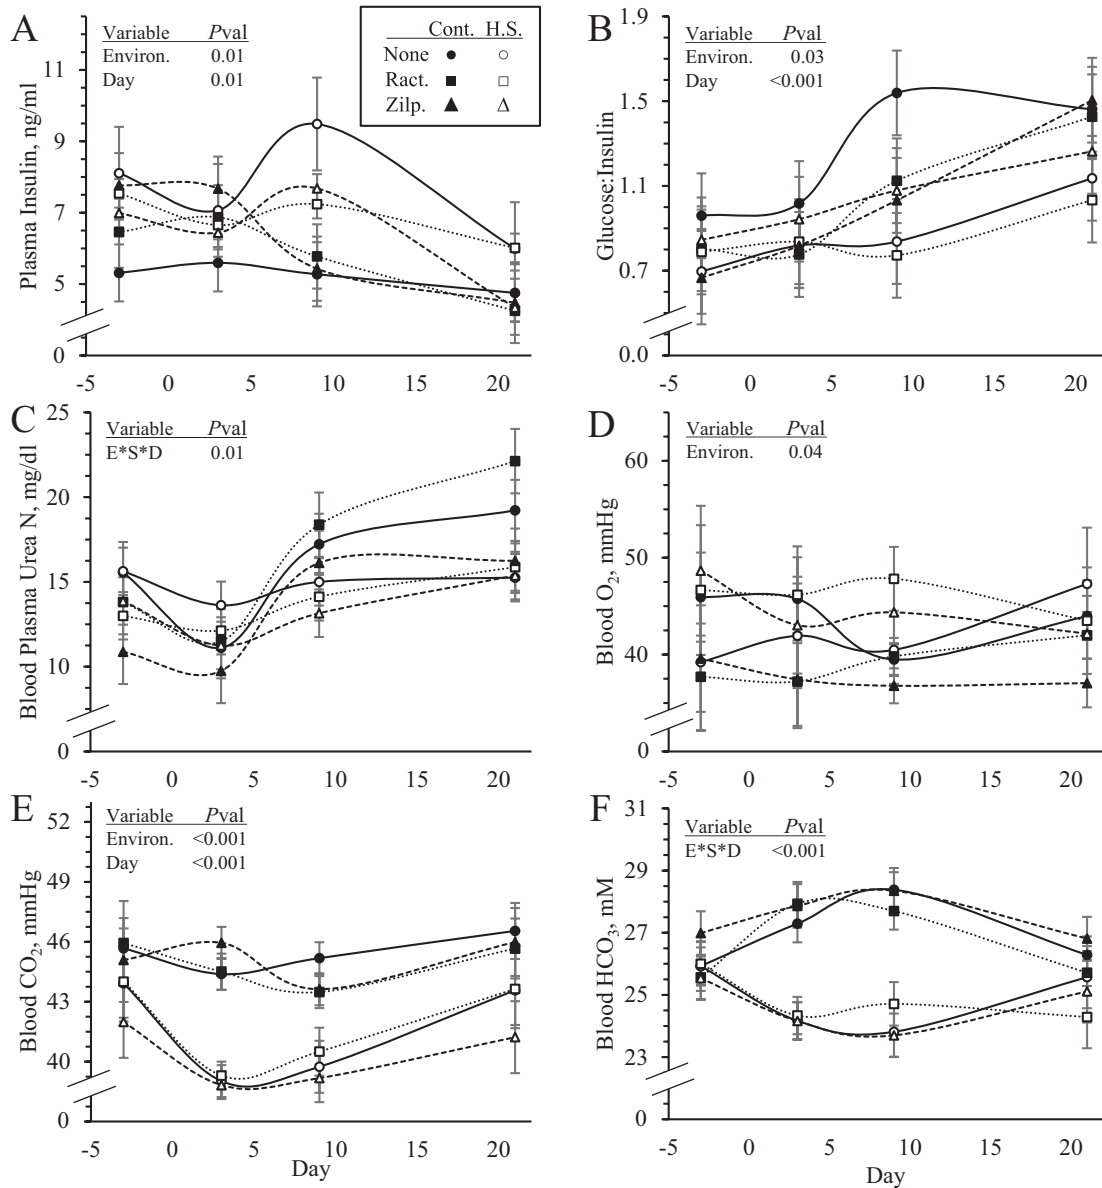 A
Variable Pval
Environ. 0.01
Day 0.01
Cont. H.S.
None
Ract.
Zilp.
Plasma Insulin, ng/ml
11
9
7
5
0
-5 0 5 10 15 20
B
Variable Pval
Environ. 0.03
Day <0.001
Glucose:Insulin
1.9
1.5
1.1
0.7
0.0
-5 0 5 10 15 20
C
Variable Pval
E*S*D 0.01
Blood Plasma Urea N, mg/dl
25
20
15
10
0
-5 0 5 10 15 20
D
Variable Pval
Environ. 0.04
Blood O₂, mmHg
60
50
40
0
-5 0 5 10 15 20
E
Variable Pval
Environ. <0.001
Day <0.001
Blood CO₂, mmHg
52
49
46
43
40
0
-5 0 5 10 15 20
Day
F
Variable Pval
E*S*D <0.001
Blood HCO₃, mM
31
29
27
25
23
0
-5 0 5 10 15 20
Day